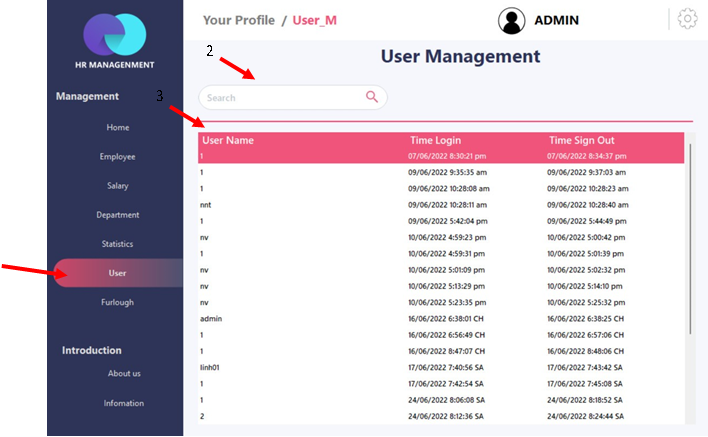 Your Profile / User_M
ADMIN
HR MANAGENMENT
2
User Management
Search
3
Management
Home
Employee
Salary
Department
Statistics
User
Furlough
Introduction
About us
Infomation
User Name Time Login Time Sign Out
1 07/06/2022 8:30:21 pm 07/06/2022 8:34:37 pm
1 09/06/2022 9:35:35 am 09/06/2022 9:37:03 am
1 09/06/2022 10:28:08 am 09/06/2022 10:28:23 am
nnt 09/06/2022 10:28:11 am 09/06/2022 10:28:40 am
1 09/06/2022 5:42:04 pm 09/06/2022 5:44:49 pm
nv 10/06/2022 4:59:23 pm 10/06/2022 5:00:42 pm
1 10/06/2022 4:59:31 pm 10/06/2022 5:01:39 pm
nv 10/06/2022 5:01:09 pm 10/06/2022 5:02:32 pm
nv 10/06/2022 5:13:29 pm 10/06/2022 5:14:10 pm
nv 10/06/2022 5:23:35 pm 10/06/2022 5:25:32 pm
admin 16/06/2022 6:38:01 CH 16/06/2022 6:38:25 CH
1 16/06/2022 6:56:49 CH 16/06/2022 6:57:06 CH
1 16/06/2022 8:47:07 CH 16/06/2022 8:48:06 CH
linh01 17/06/2022 7:40:56 SA 17/06/2022 7:43:42 SA
1 17/06/2022 7:42:54 SA 17/06/2022 7:45:08 SA
1 24/06/2022 8:06:08 SA 24/06/2022 8:18:52 SA
2 24/06/2022 8:12:36 SA 24/06/2022 8:24:44 SA